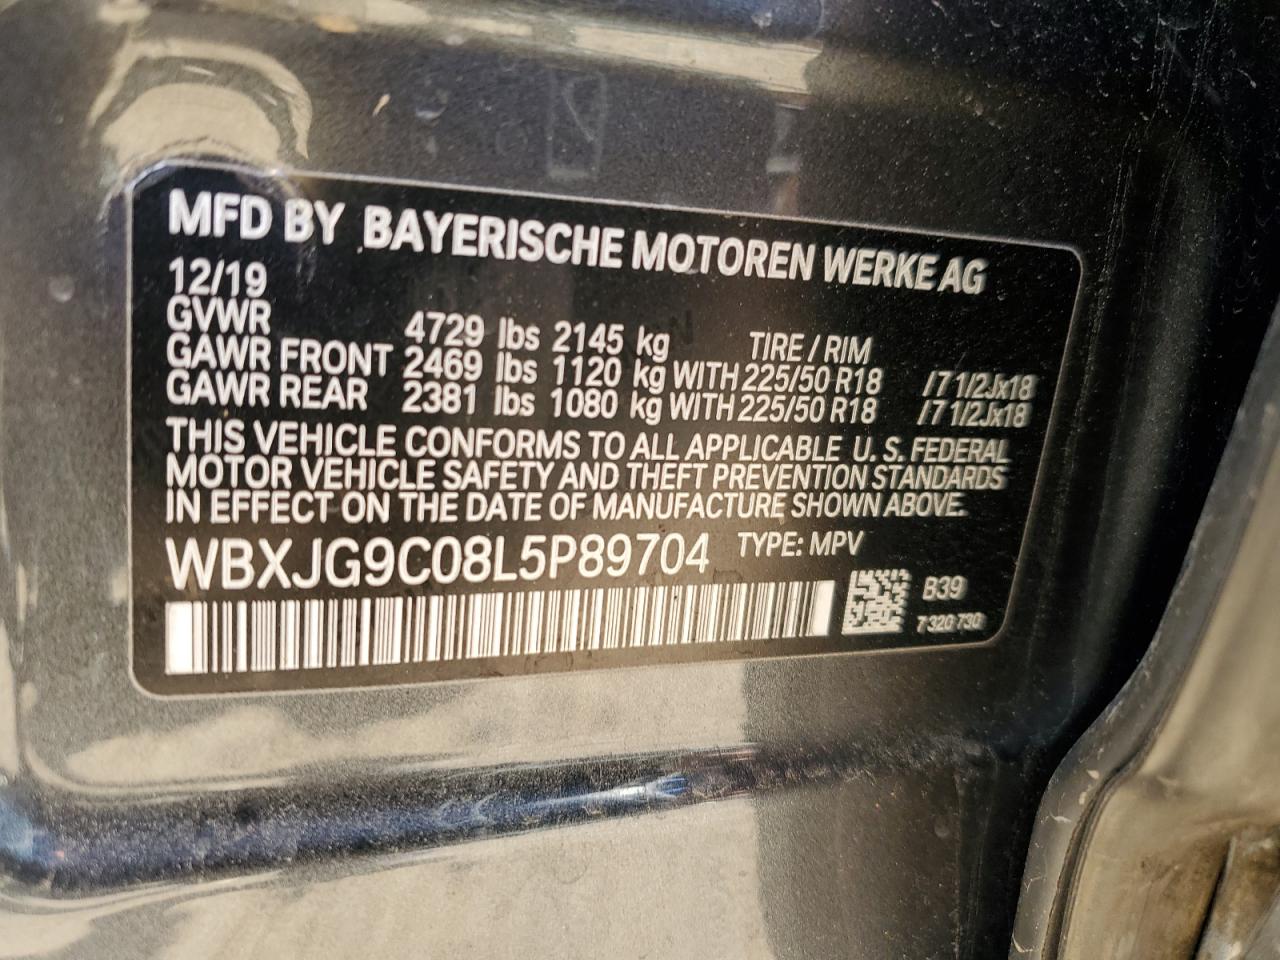 MFD BY BAYERISCHE MOTOREN WERKE AG
12/19
GVWR 4729 lbs 2145 kg TIRE / RIM
GAWR FRONT 2469 lbs 1120 kg WITH 225/50 R18 /7 1/2Jx18
GAWR REAR 2381 lbs 1080 kg WITH 225/50 R18 /7 1/2Jx18
THIS VEHICLE CONFORMS TO ALL APPLICABLE U.S. FEDERAL
MOTOR VEHICLE SAFETY AND THEFT PREVENTION STANDARDS
IN EFFECT ON THE DATE OF MANUFACTURE SHOWN ABOVE.
WBXJG9C08L5P89704 TYPE: MPV
B39
7 320 730